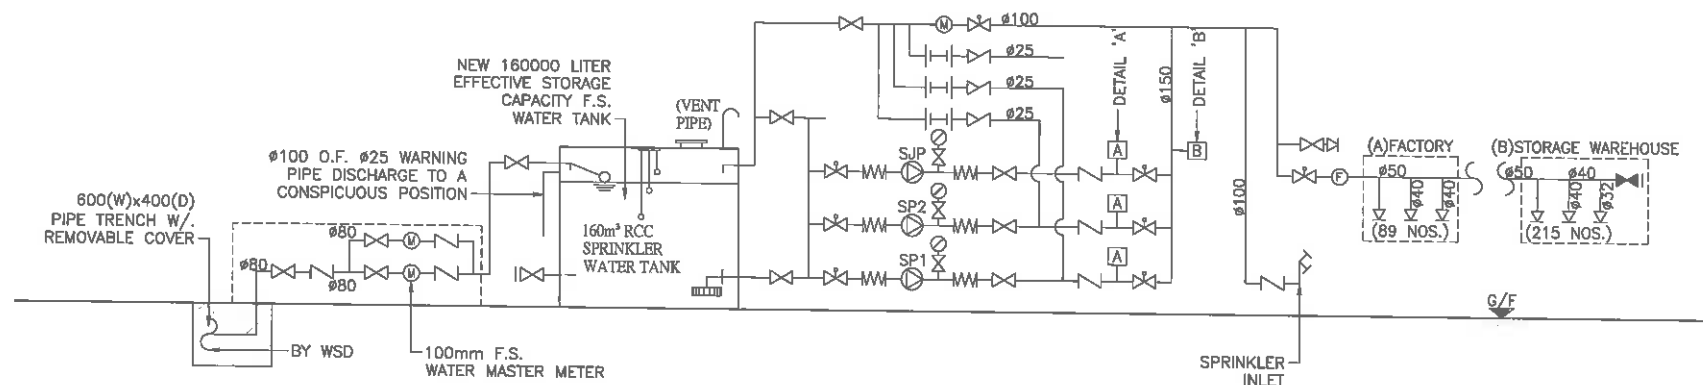 NEW 160000 LITER
EFFECTIVE STORAGE
CAPACITY F.S.
WATER TANK
(VENT
PIPE)
ø100 O.F. ø25 WARNING
PIPE DISCHARGE TO A
CONSPICUOUS POSITION
600(W)x400(D)
PIPE TRENCH W/.
REMOVABLE COVER
ø80
M
ø80
M
ø80
BY WSD
100mm F.S.
WATER MASTER METER
160m³ RCC
SPRINKLER
WATER TANK
M
ø100
ø25
ø25
ø25
SJP
SP2
SP1
DETAIL 'A'
A
A
A
ø150
DETAIL 'B'
B
ø100
SPRINKLER
INLET
F
(A)FACTORY
ø50
ø40
ø40
(89 NOS.)
(B)STORAGE WAREHOUSE
ø50
ø40
ø40
ø32
(215 NOS.)
G/F